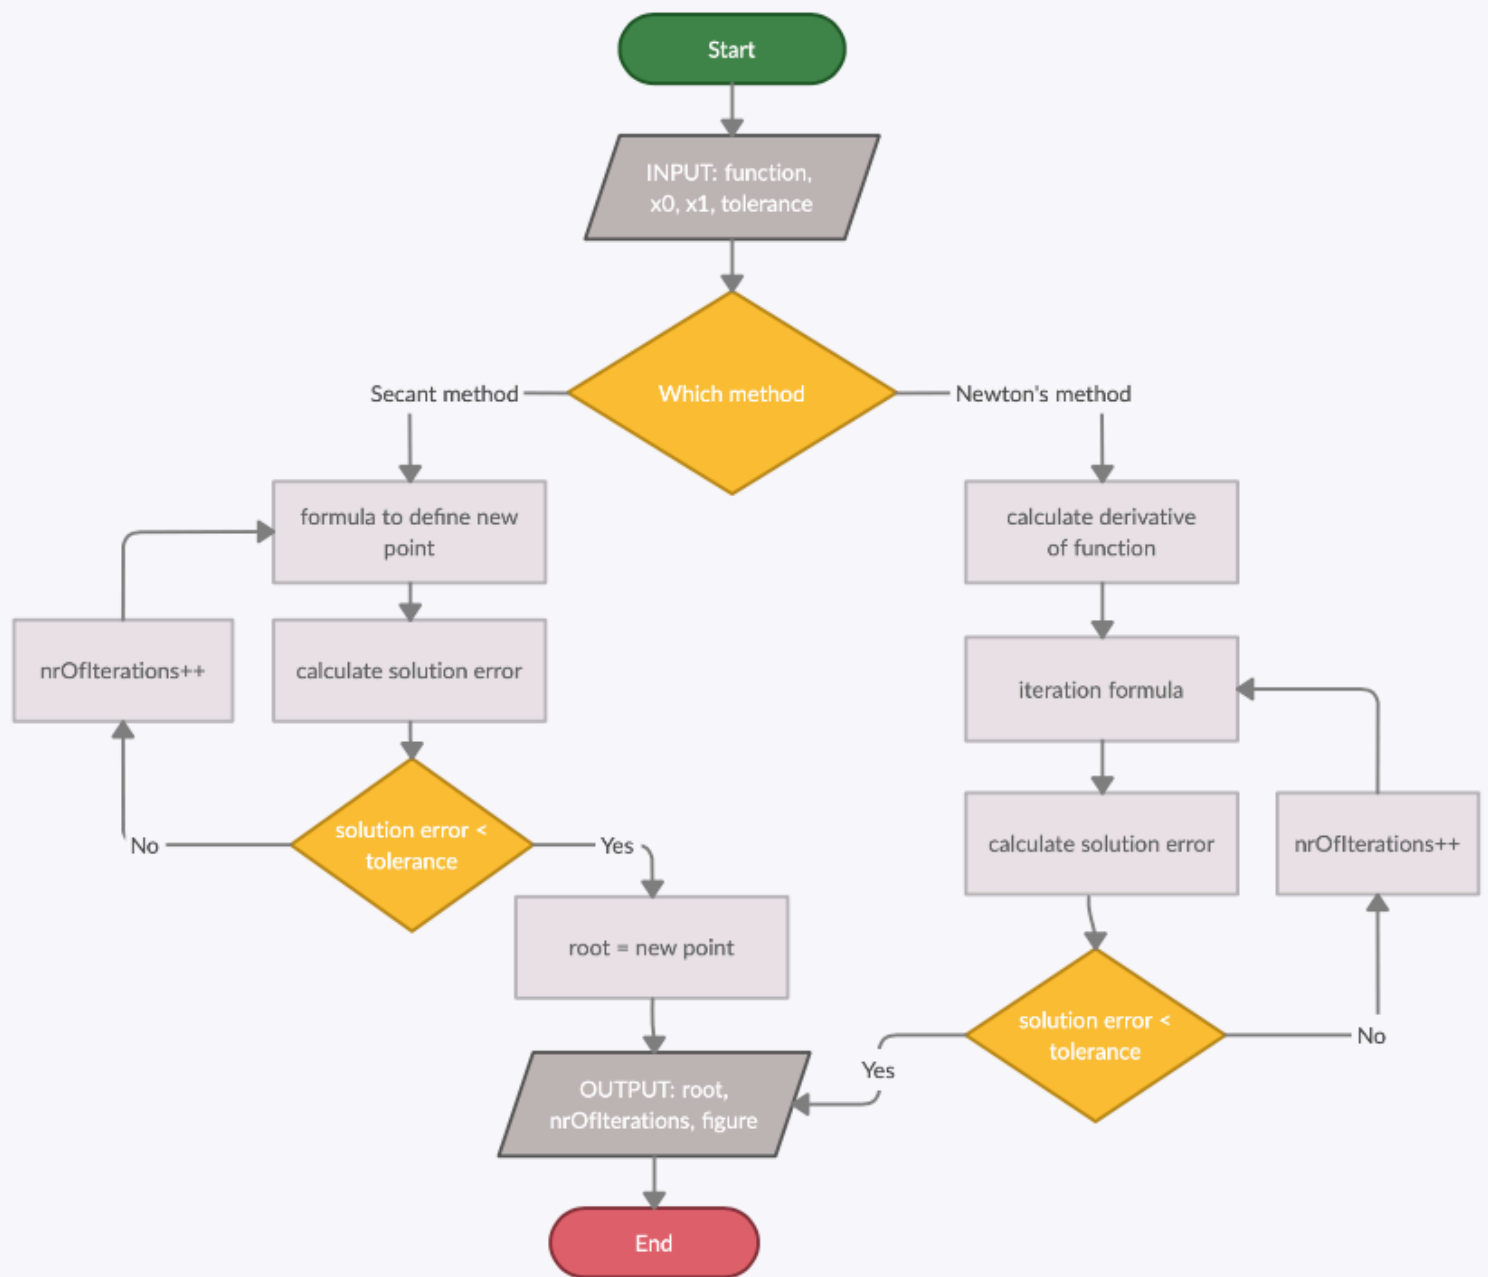 Start
INPUT: function,
x0, x1, tolerance
Which method
Secant method
Newton's method
formula to define new
point
calculate derivative
of function
nrOfIterations++
calculate solution error
iteration formula
solution error <
tolerance
No
Yes
calculate solution error
nrOfIterations++
root = new point
solution error <
tolerance
No
Yes
OUTPUT: root,
nrOfIterations, figure
End